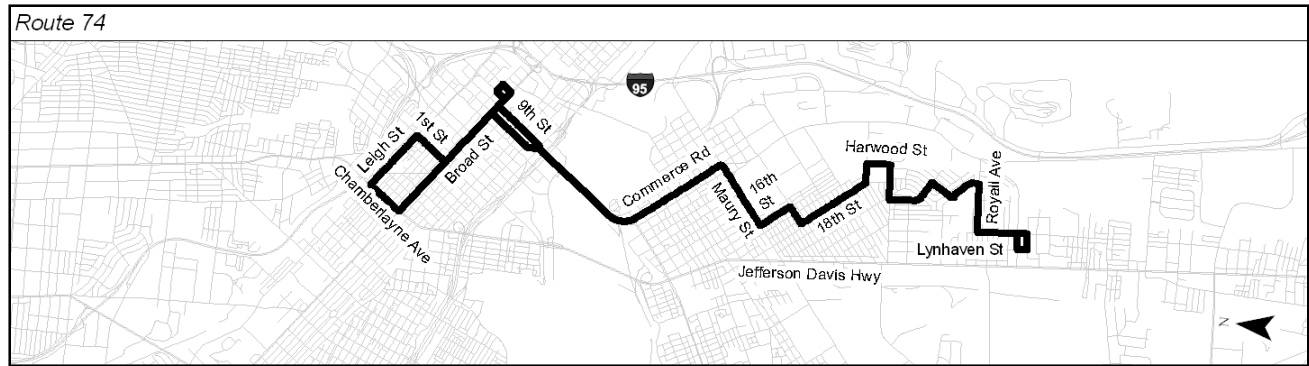 Route 74
95
9th St
1st St
Leigh St
Broad St
Chamberlayne Ave
Commerce Rd
Maury St
16th
St
18th St
Harwood St
Royall Ave
Lynhaven St
Jefferson Davis Hwy
N